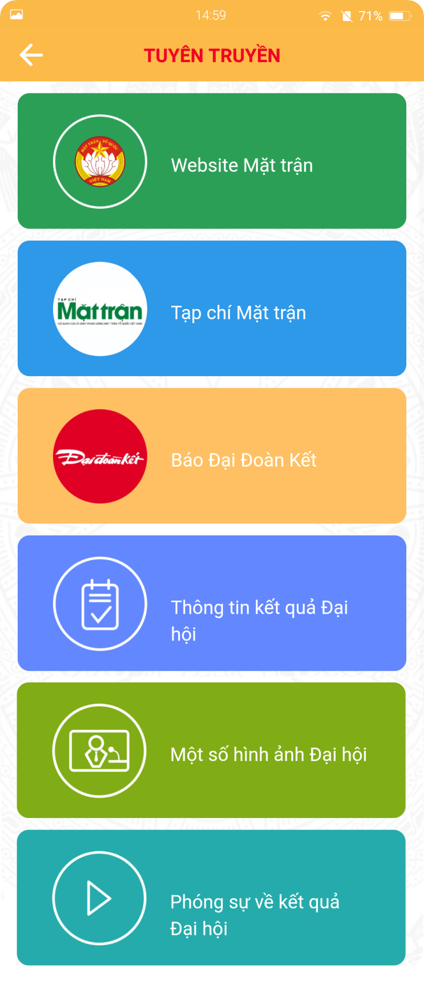 14:59
71%
TUYÊN TRUYỀN
MẶT TRẬN TỔ QUỐC
VIỆT NAM
Website Mặt trận
TẠP CHÍ
Mặt trận
CƠ QUAN CỦA ỦY BAN TRUNG ƯƠNG MẶT TRẬN TỔ QUỐC VIỆT NAM
Tạp chí Mặt trận
Đại đoàn kết
Báo Đại Đoàn Kết
Thông tin kết quả Đại
hội
Một số hình ảnh Đại hội
Phóng sự về kết quả
Đại hội